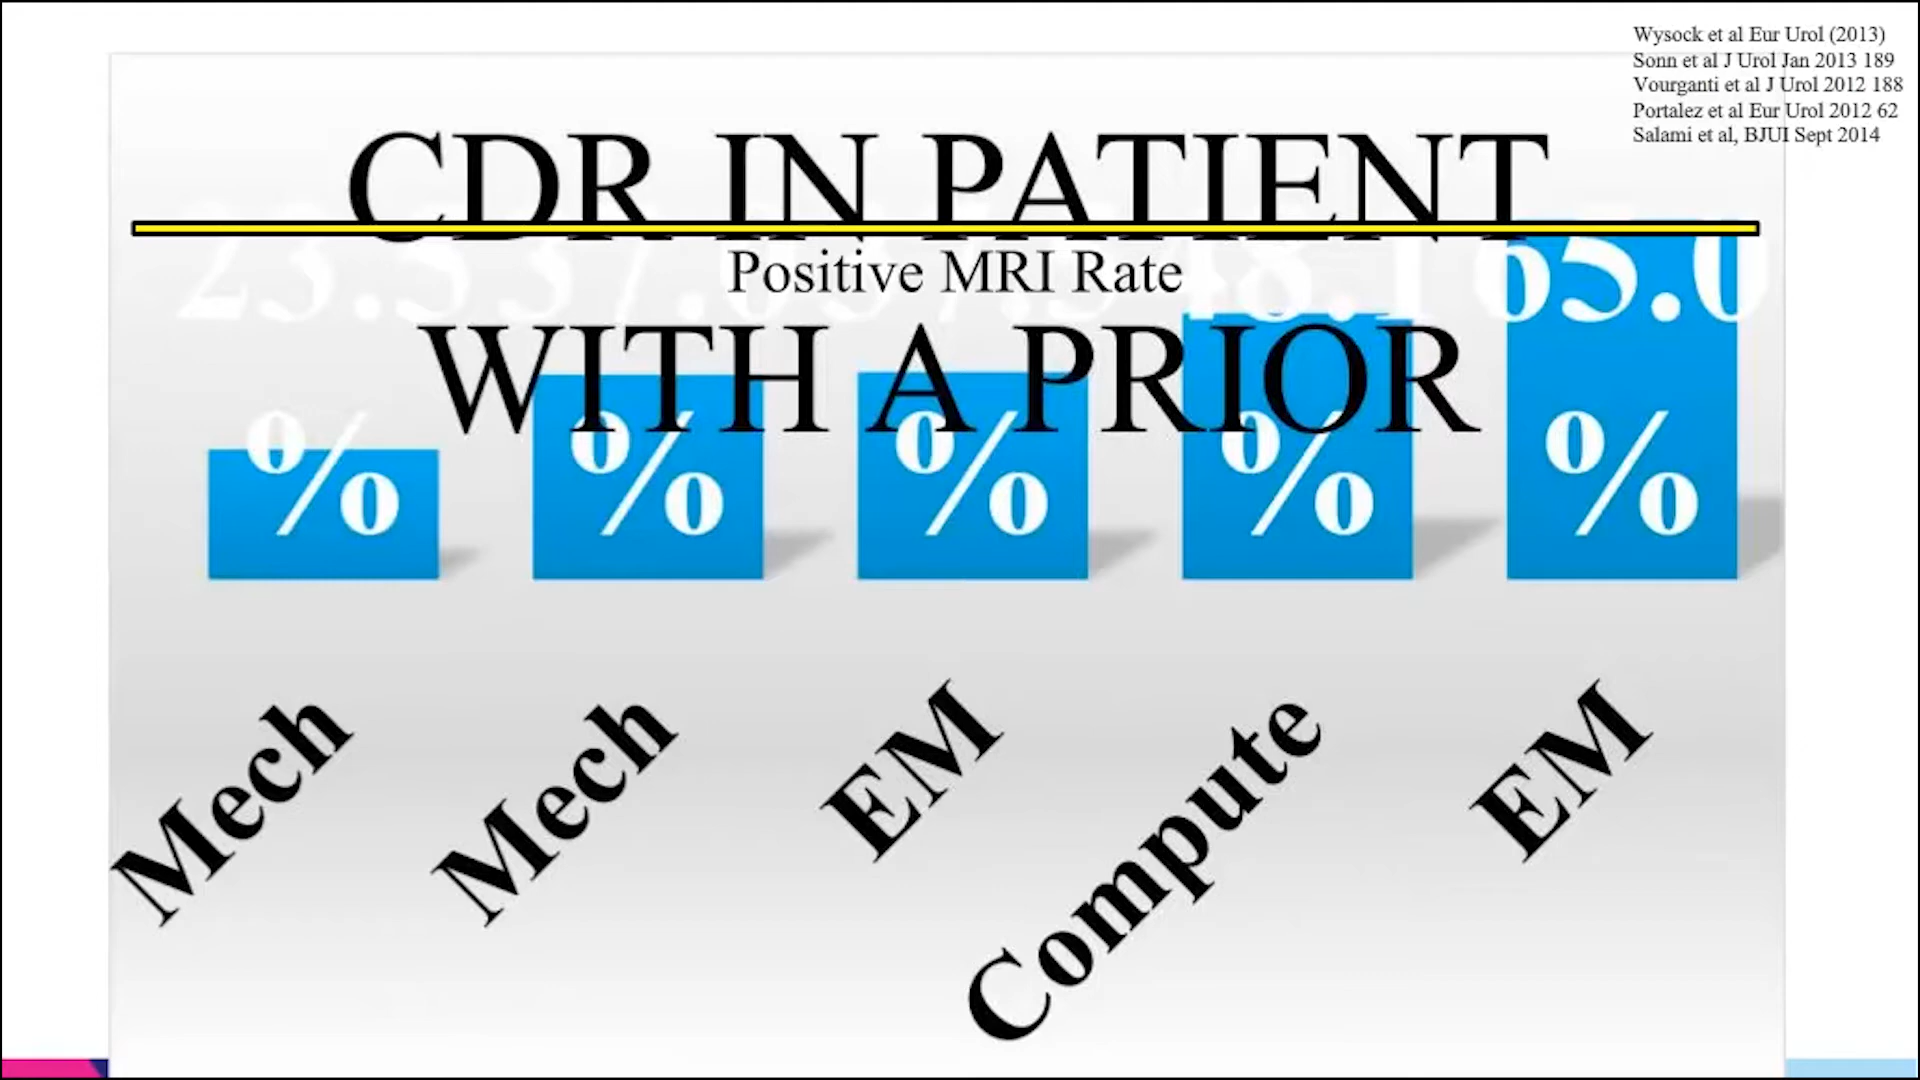 Wysock et al Eur Urol (2013)
Sonn et al J Urol Jan 2013 189
Vourganti et al J Urol 2012 188
Portalez et al Eur Urol 2012 62
Salami et al, BJUI Sept 2014
CDR IN PATIENT
Positive MRI Rate
WITH A PRIOR
65.0
% % % % %
Mech Mech EM Compute EM